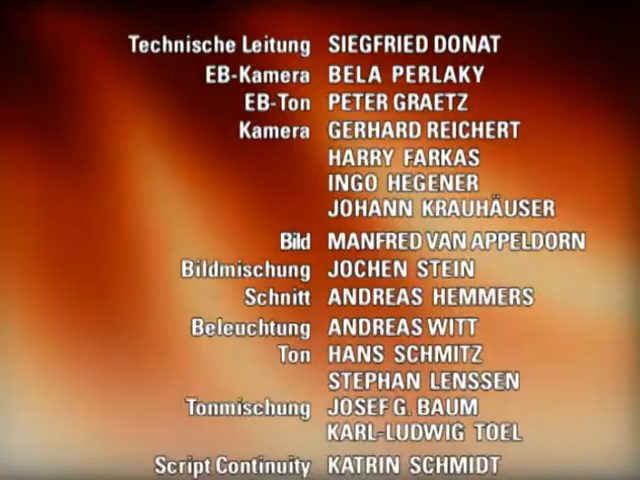 Technische Leitung SIEGFRIED DONAT
EB-Kamera BELA PERLAKY
EB-Ton PETER GRAETZ
Kamera GERHARD REICHERT
HARRY FARKAS
INGO HEGENER
JOHANN KRAUHÄUSER
Bild MANFRED VAN APPELDORN
Bildmischung JOCHEN STEIN
Schnitt ANDREAS HEMMERS
Beleuchtung ANDREAS WITT
Ton HANS SCHMITZ
STEPHAN LENSSEN
Tonmischung JOSEF G. BAUM
KARL-LUDWIG TOEL
Script Continuity KATRIN SCHMIDT